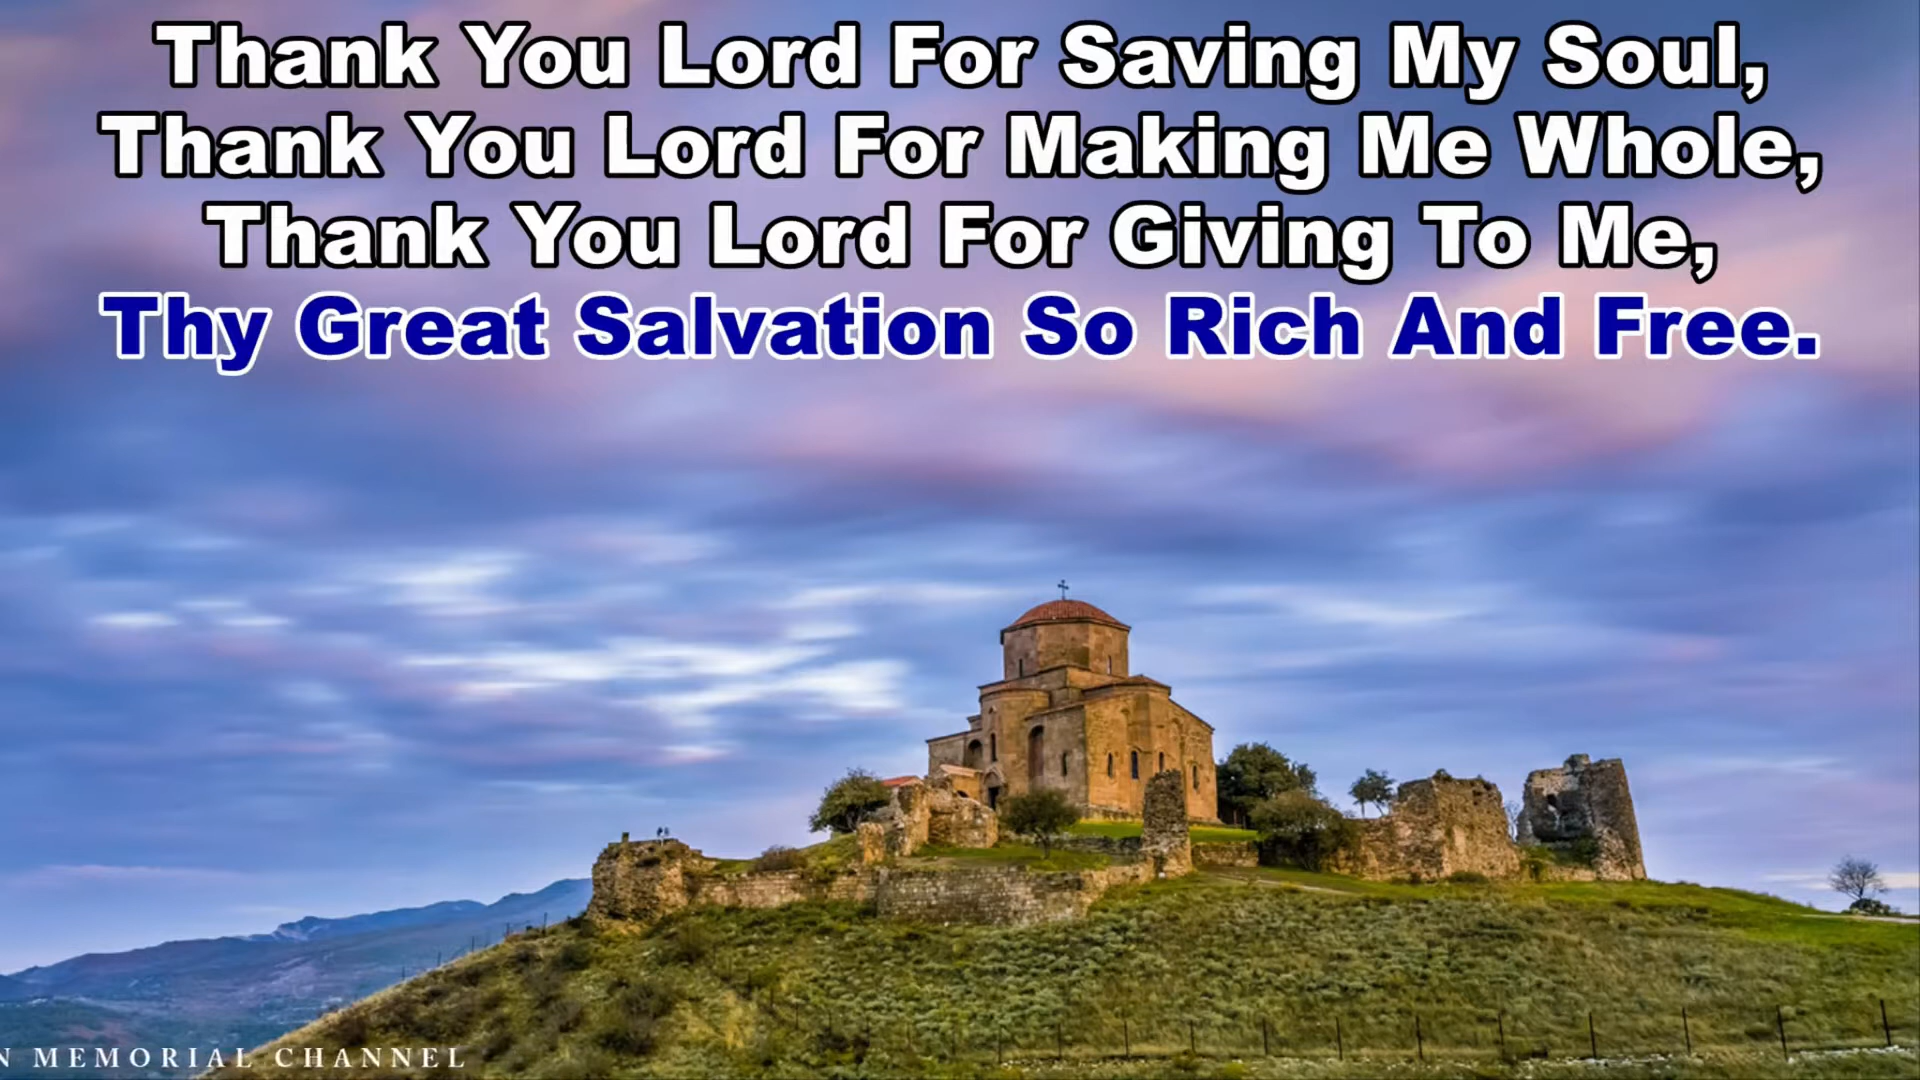 Thank You Lord For Saving My Soul,
Thank You Lord For Making Me Whole,
Thank You Lord For Giving To Me,
Thy Great Salvation So Rich And Free.
N MEMORIAL CHANNEL